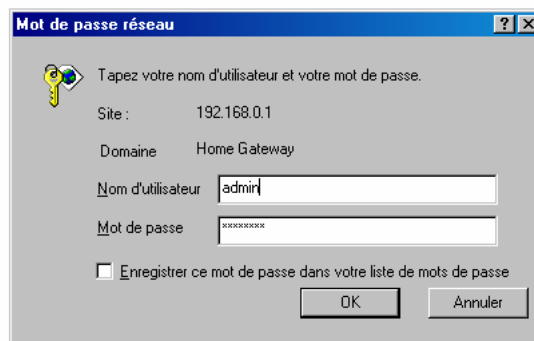 Mot de passe réseau
Tapez votre nom d'utilisateur et votre mot de passe.
Site : 192.168.0.1
Domaine Home Gateway
Nom d'utilisateur admin
Mot de passe ********
Enregistrer ce mot de passe dans votre liste de mots de passe
OK Annuler